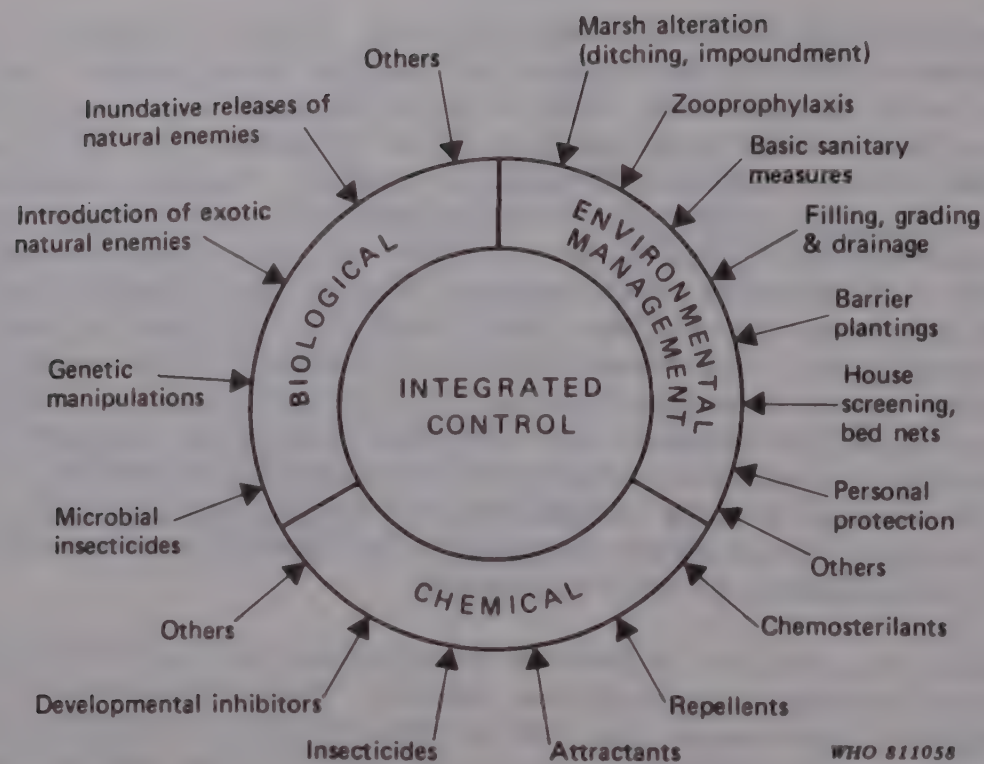 Others
Marsh alteration
(ditching, impoundment)
Inundative releases of
natural enemies
Zooprophylaxis
Basic sanitary
measures
Introduction of exotic
natural enemies
Filling, grading
& drainage
Barrier
plantings
Genetic
manipulations
House
screening,
bed nets
Microbial
insecticides
Personal
protection
Others
Others
Chemosterilants
Developmental inhibitors
Repellents
Insecticides
Attractants
BIOLOGICAL
ENVIRONMENTAL
MANAGEMENT
CHEMICAL
INTEGRATED
CONTROL
WHO 811058